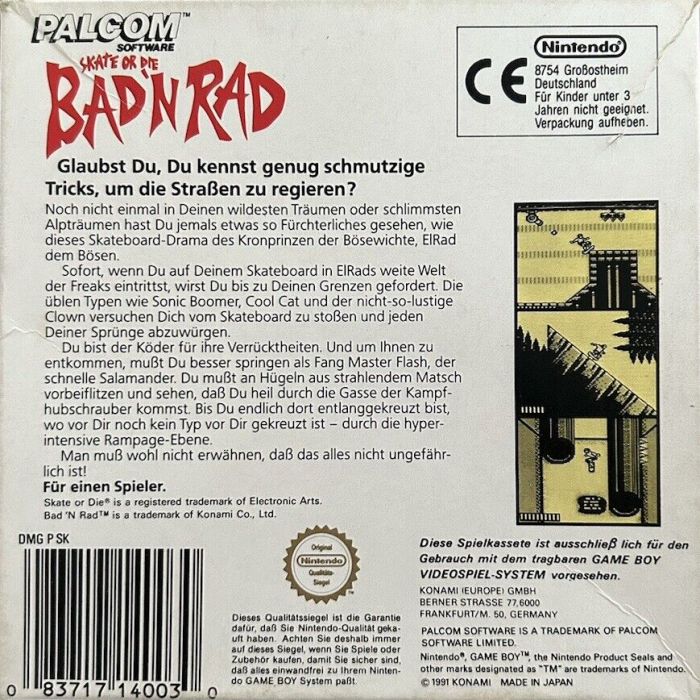 PALCOM™
SOFTWARE
SKATE OR DIE
BAD'N RAD
CE
Nintendo®
8754 Großostheim
Deutschland
Für Kinder unter 3
Jahren nicht geeignet.
Verpackung aufheben.
Glaubst Du, Du kennst genug schmutzige
Tricks, um die Straßen zu regieren?
Noch nicht einmal in Deinen wildesten Träumen oder schlimmsten
Alpträumen hast Du jemals etwas so Fürchterliches gesehen, wie
dieses Skateboard-Drama des Kronprinzen der Bösewichte, ElRad
dem Bösen.
Sofort, wenn Du auf Deinem Skateboard in ElRads weite Welt
der Freaks eintrittst, wirst Du bis zu Deinen Grenzen gefordert. Die
üblen Typen wie Sonic Boomer, Cool Cat und der nicht-so-lustige
Clown versuchen Dich vom Skateboard zu stoßen und jeden
Deiner Sprünge abzuwürgen.
Du bist der Köder für ihre Verrücktheiten. Und um Ihnen zu
entkommen, mußt Du besser springen als Fang Master Flash, der
schnelle Salamander. Du mußt an Hügeln aus strahlendem Matsch
vorbeiflitzen und sehen, daß Du heil durch die Gasse der Kampf-
hubschrauber kommst. Bis Du endlich dort entlanggekreuzt bist,
wo vor Dir noch kein Typ vor Dir gekreuzt ist – durch die hyper-
intensive Rampage-Ebene.
Man muß wohl nicht erwähnen, daß das alles nicht ungefähr-
lich ist!
Für einen Spieler.
Skate or Die® is a registered trademark of Electronic Arts.
Bad 'N Rad™ is a trademark of Konami Co., Ltd.
DMG P SK
0 83717 14003 0
Original
Nintendo
Qualitäts-
Siegel
Dieses Qualitätssiegel ist die Garantie
dafür, daß Sie Nintendo-Qualität geka-
uft haben. Achten Sie deshalb immer
auf dieses Siegel, wenn Sie Spiele oder
Zubehör kaufen, damit Sie sicher sind,
daß alles einwandfrei zu Ihrem Ninten-
do GAME BOY System paßt.
Diese Spielkassette ist ausschließ lich für den
Gebrauch mit dem tragbaren GAME BOY
VIDEOSPIEL-SYSTEM vorgesehen.
KONAMI (EUROPE) GMBH
BERNER STRASSE 77,6000
FRANKFURT/M. 50, GERMANY
PALCOM SOFTWARE IS A TRADEMARK OF PALCOM
SOFTWARE LIMITED.
Nintendo®, GAME BOY™, the Nintendo Product Seals and
other marks designated as "TM" are trademarks of Nintendo.
© 1991 KONAMI MADE IN JAPAN